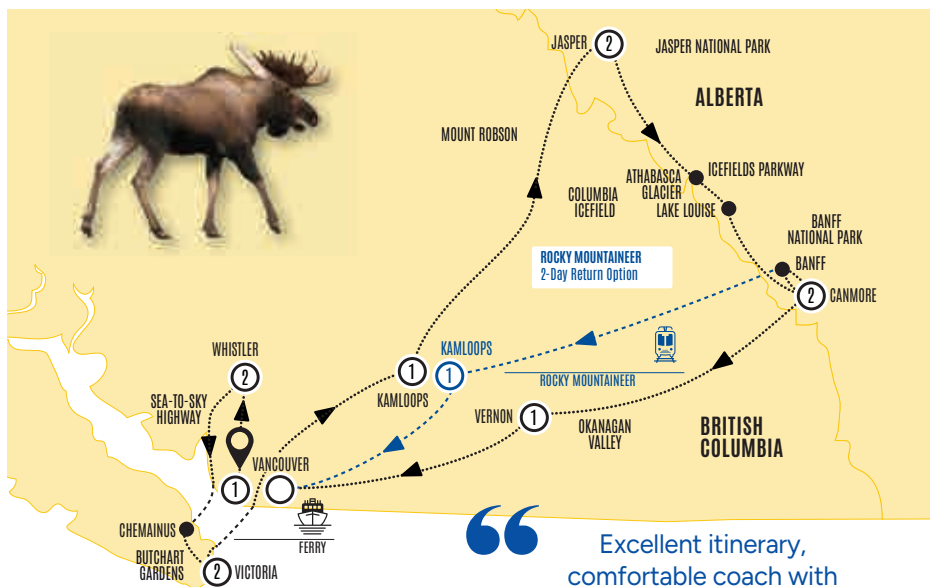 JASPER
2
JASPER NATIONAL PARK
ALBERTA
MOUNT ROBSON
ATHABASCA
GLACIER
ICEFIELDS PARKWAY
COLUMBIA
ICEFIELD
LAKE LOUISE
BANFF
NATIONAL PARK
BANFF
ROCKY MOUNTAINEER
2-Day Return Option
2
CANMORE
WHISTLER
2
KAMLOOPS
1
1
KAMLOOPS
ROCKY MOUNTAINEER
SEA-TO-SKY
HIGHWAY
VERNON
1
OKANAGAN
VALLEY
BRITISH
COLUMBIA
VANCOUVER
1
CHEMAINUS
FERRY
BUTCHART
GARDENS
2
VICTORIA
“
Excellent itinerary,
comfortable coach with